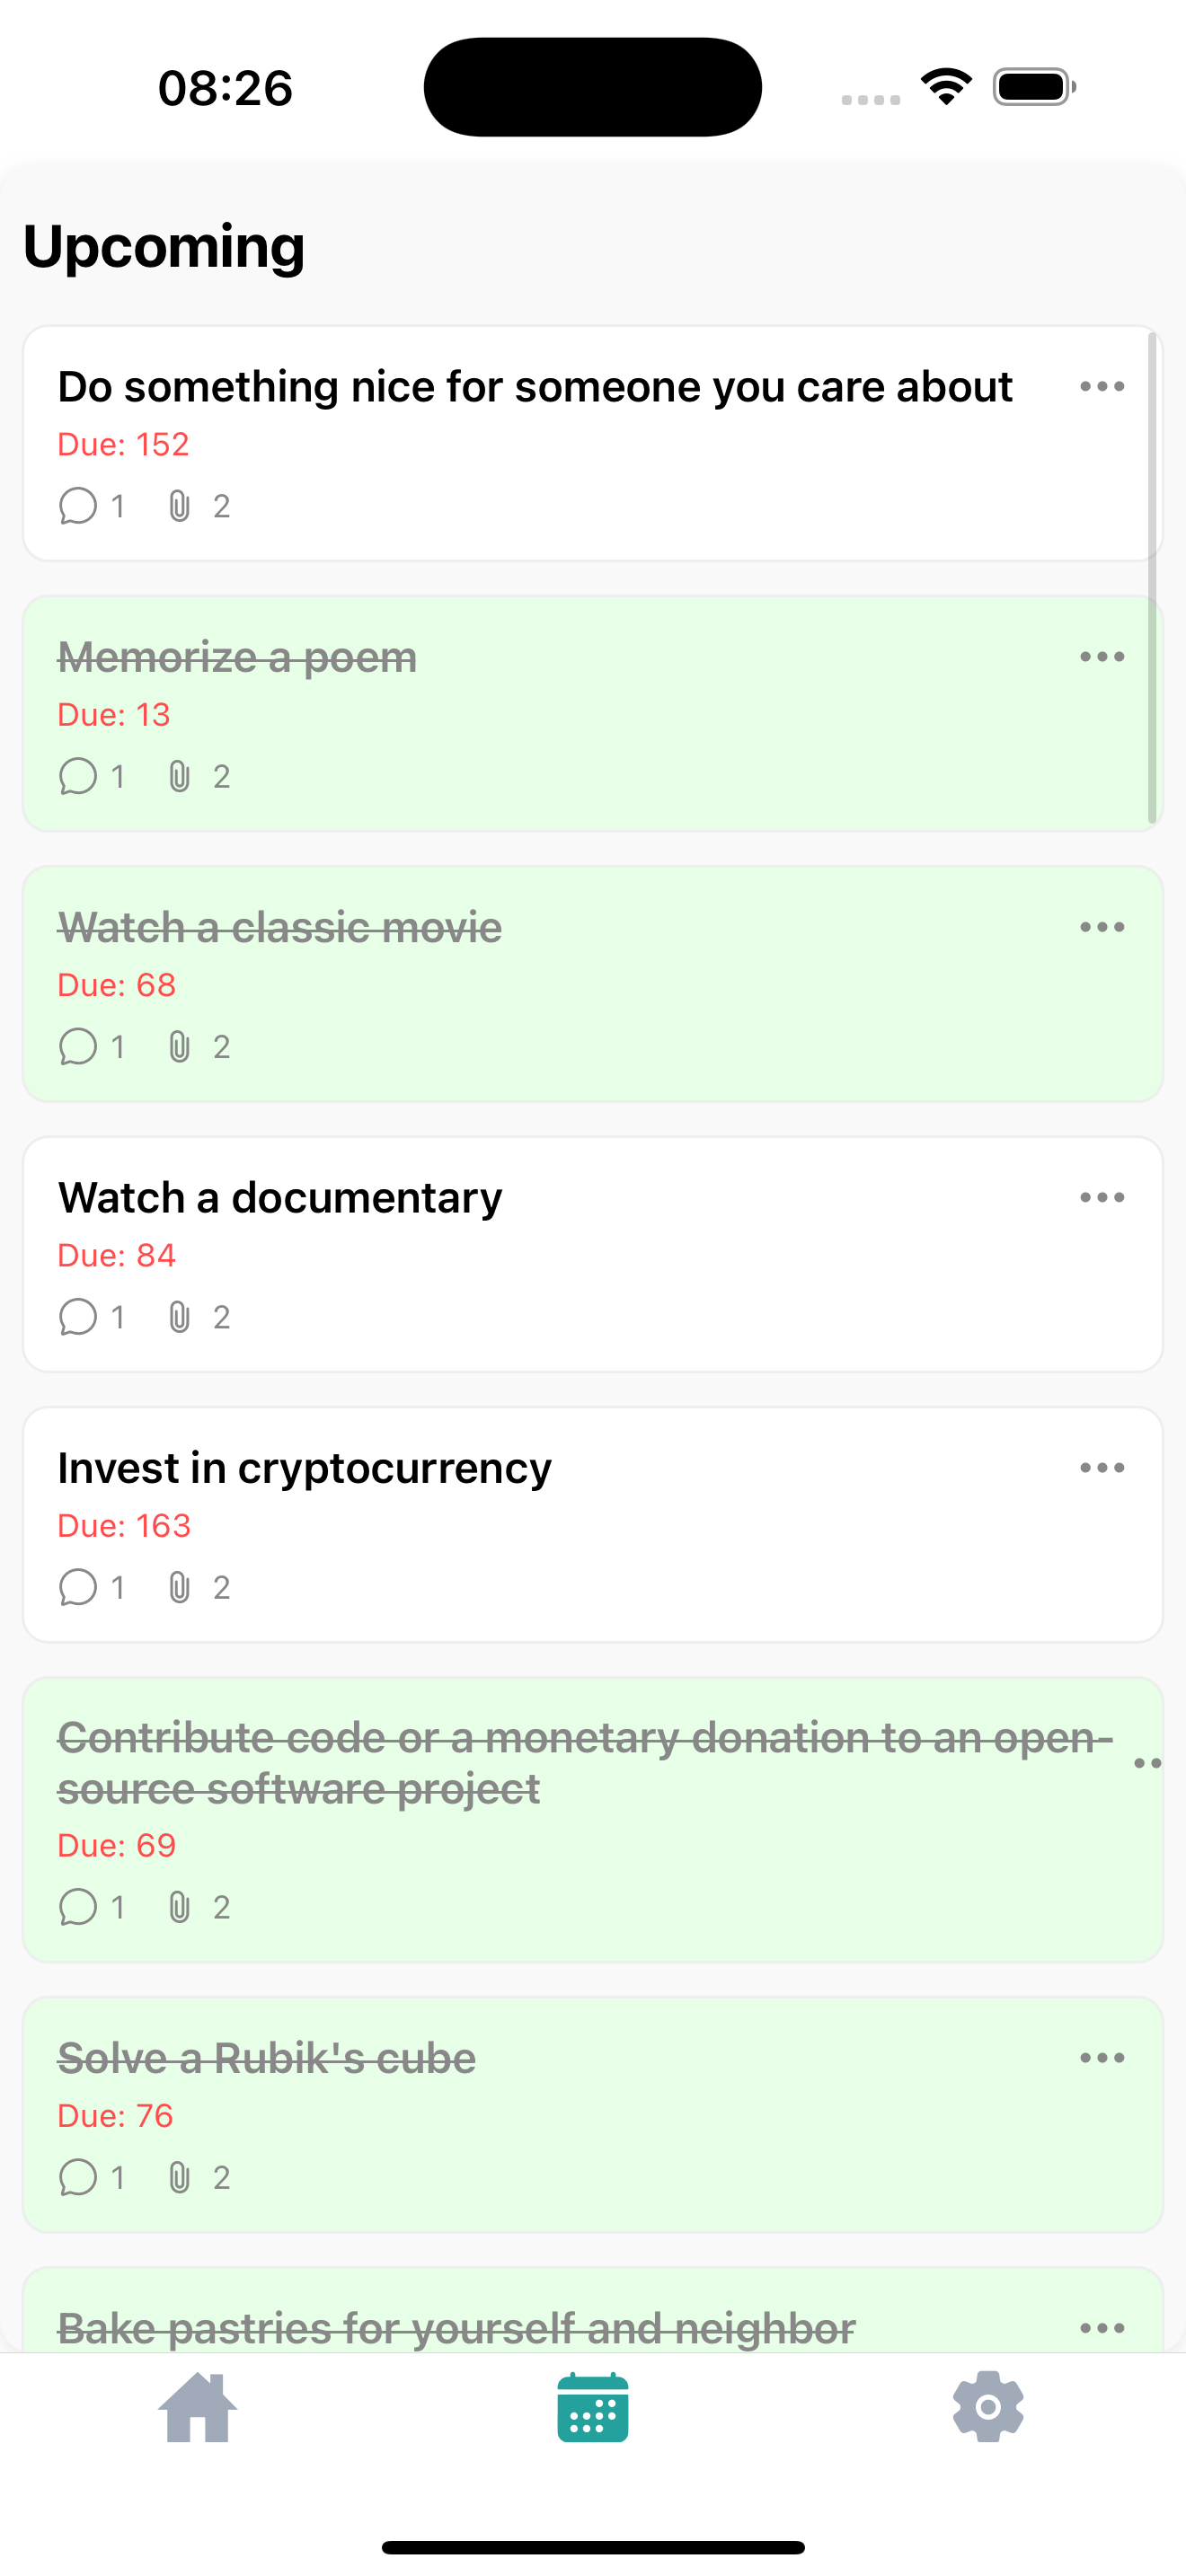 08:26
Upcoming
Do something nice for someone you care about
Due: 152
1 2
Memorize a poem
Due: 13
1 2
Watch a classic movie
Due: 68
1 2
Watch a documentary
Due: 84
1 2
Invest in cryptocurrency
Due: 163
1 2
Contribute code or a monetary donation to an open-
source software project
Due: 69
1 2
Solve a Rubik's cube
Due: 76
1 2
Bake pastries for yourself and neighbor